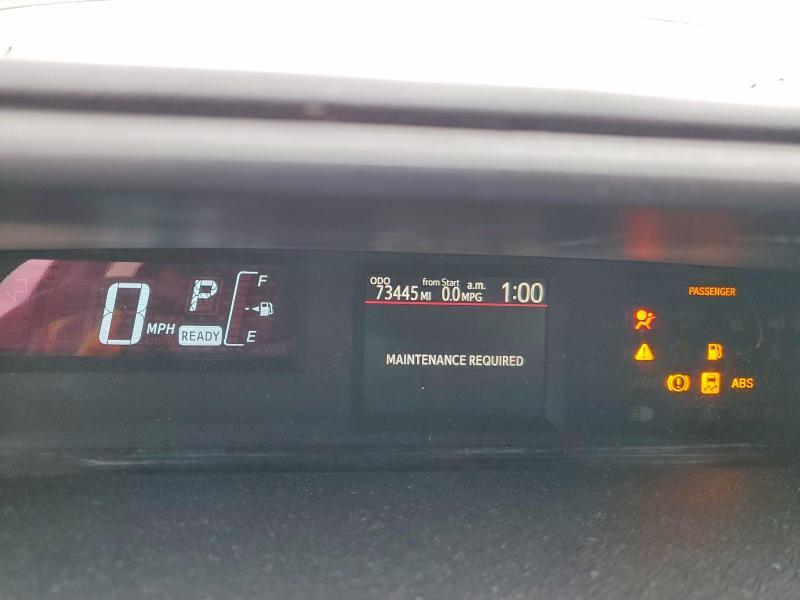 0 MPH
P
READY
F
E
ODO from Start a.m.
73445 MI 0.0 MPG 1:00
MAINTENANCE REQUIRED
PASSENGER
ABS